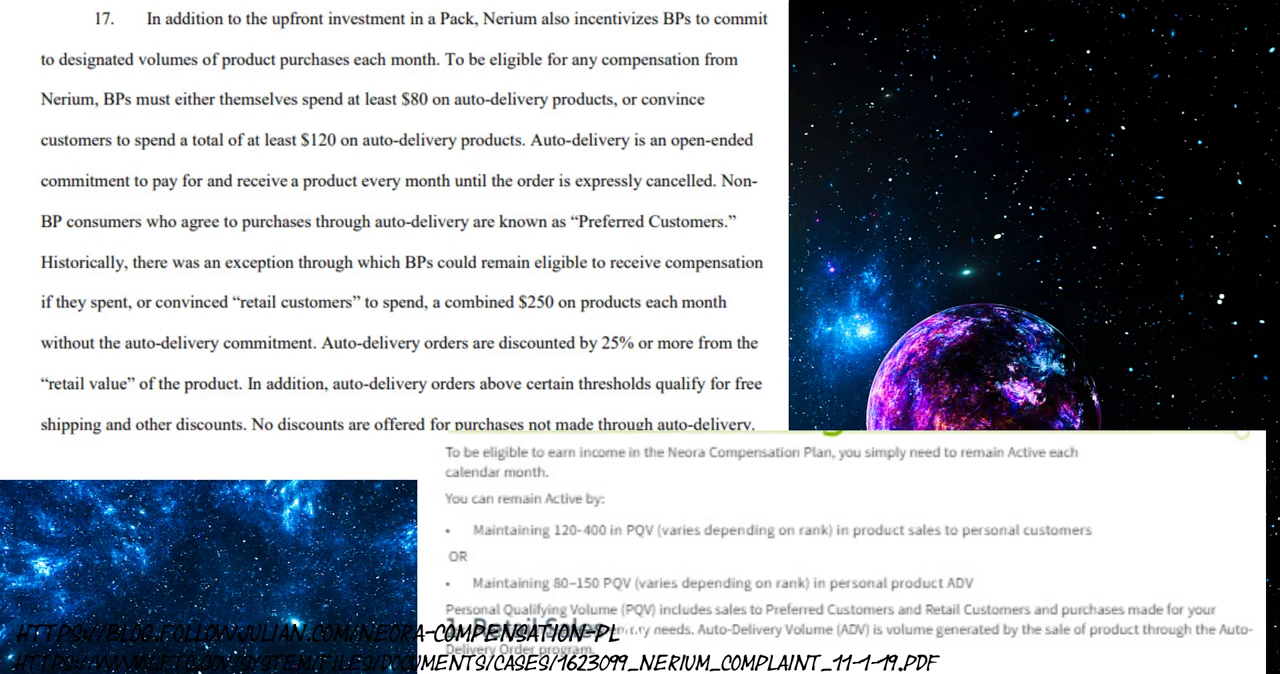 17. In addition to the upfront investment in a Pack, Nerium also incentivizes BPs to commit
to designated volumes of product purchases each month. To be eligible for any compensation from
Nerium, BPs must either themselves spend at least $80 on auto-delivery products, or convince
customers to spend a total of at least $120 on auto-delivery products. Auto-delivery is an open-ended
commitment to pay for and receive a product every month until the order is expressly cancelled. Non-
BP consumers who agree to purchases through auto-delivery are known as “Preferred Customers.”
Historically, there was an exception through which BPs could remain eligible to receive compensation
if they spent, or convinced “retail customers” to spend, a combined $250 on products each month
without the auto-delivery commitment. Auto-delivery orders are discounted by 25% or more from the
“retail value” of the product. In addition, auto-delivery orders above certain thresholds qualify for free
shipping and other discounts. No discounts are offered for purchases not made through auto-delivery.
To be eligible to earn income in the Neora Compensation Plan, you simply need to remain Active each
calendar month.
You can remain Active by:
• Maintaining 120-400 in PQV (varies depending on rank) in product sales to personal customers
OR
• Maintaining 80–150 PQV (varies depending on rank) in personal product ADV
Personal Qualifying Volume (PQV) includes sales to Preferred Customers and Retail Customers and purchases made for your
needs. Auto-Delivery Volume (ADV) is volume generated by the sale of product through the Auto-
Delivery Order program.
1. Retail Sales
HTTPS://BLOG.FOLLOW-JULIAN.COM/NEORA-COMPENSATION-PL
HTTPS://WWW.FTC.GOV/SYSTEM/FILES/DOCUMENTS/CASES/1623099_NERIUM_COMPLAINT_11-1-19.PDF